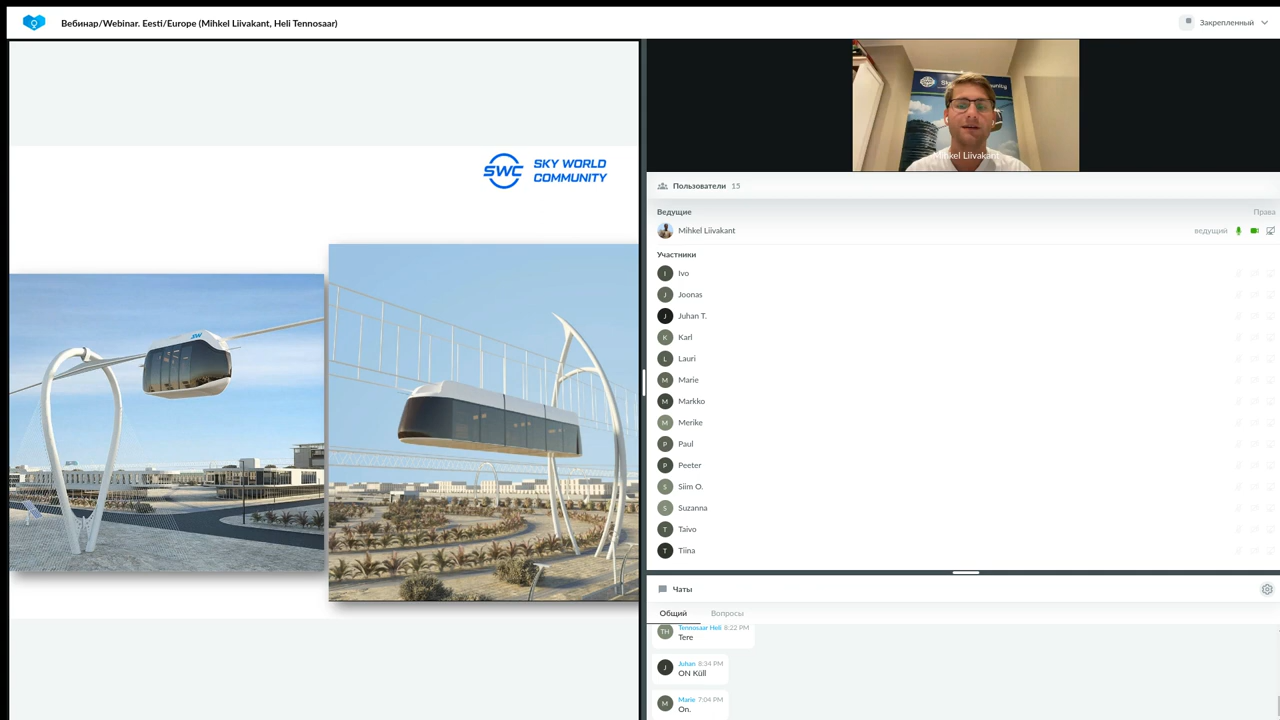 Вебинар/Webinar. Eesti/Europe (Mihkel Liivakant, Heli Tennosaar)
Закрепленный
SWC SKY WORLD
COMMUNITY
Mihkel Liivakant
Пользователи 15
Ведущие Права
Mihkel Liivakant ведущий
Участники
I Ivo
J Joonas
J Juhan T.
K Karl
L Lauri
M Marie
M Markko
M Merike
P Paul
P Peeter
S Siim O.
S Suzanna
T Taivo
T Tiina
Чаты
Общий Вопросы
TH Tennosaar Heli 8:22 PM
Tere
J Juhan 8:34 PM
ON Küll
M Marie 7:04 PM
On.